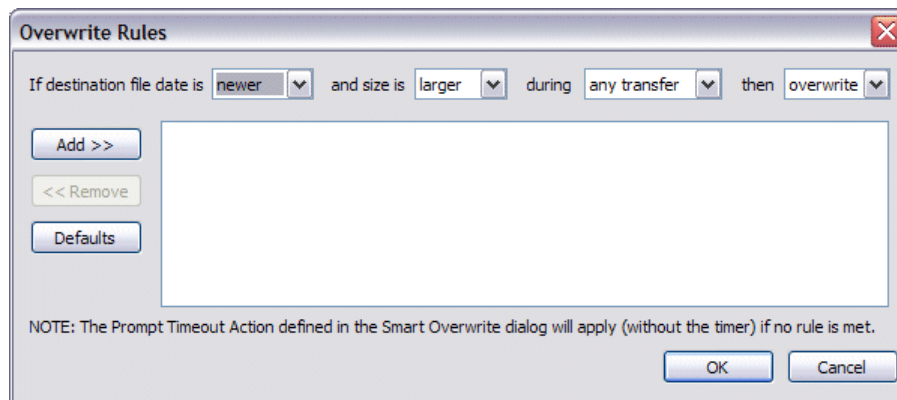 Overwrite Rules
If destination file date is newer and size is larger during any transfer then overwrite
Add >>
<< Remove
Defaults
NOTE: The Prompt Timeout Action defined in the Smart Overwrite dialog will apply (without the timer) if no rule is met.
OK Cancel